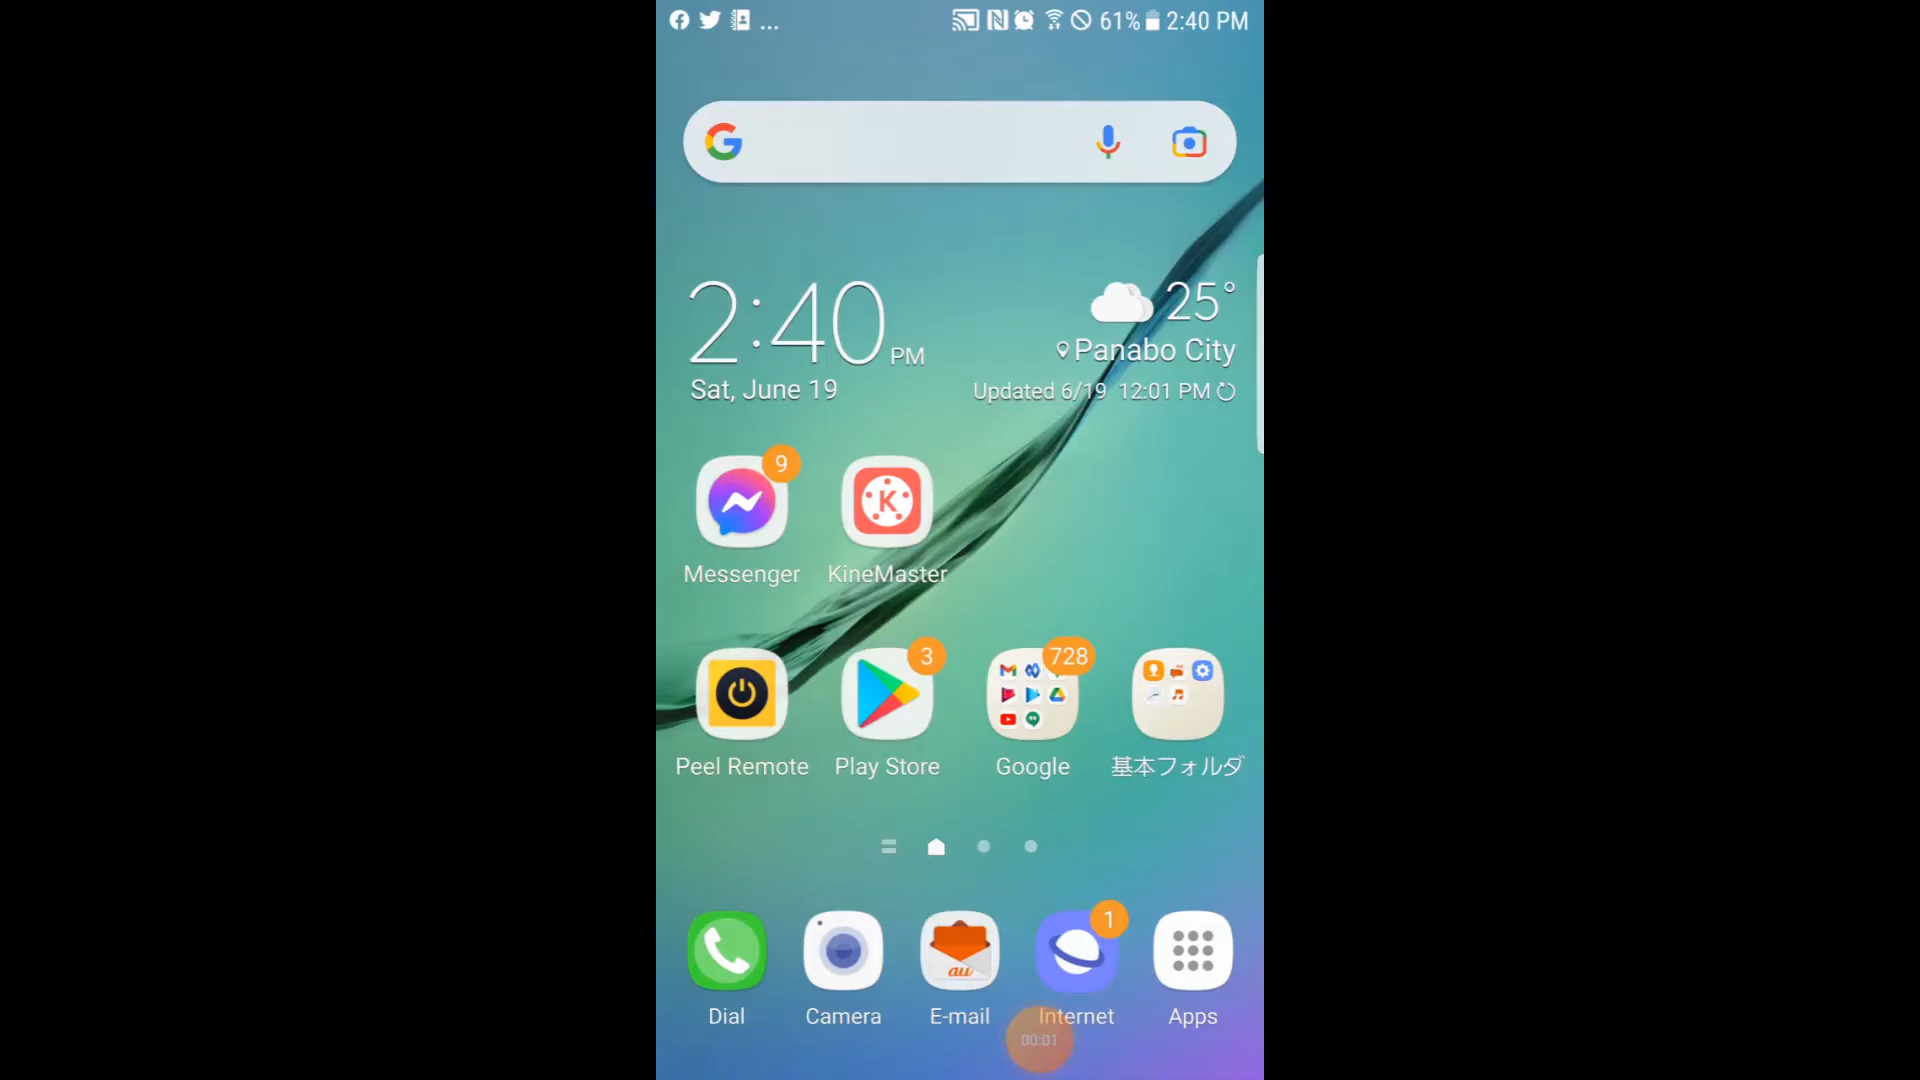 ... 61% 2:40 PM
2:40 PM
Sat, June 19
25°
Panabo City
Updated 6/19 12:01 PM
9
Messenger
KineMaster
K
3
728
Peel Remote
Play Store
Google
基本フォルダ
1
au
Dial
Camera
E-mail
Internet
Apps
00:01